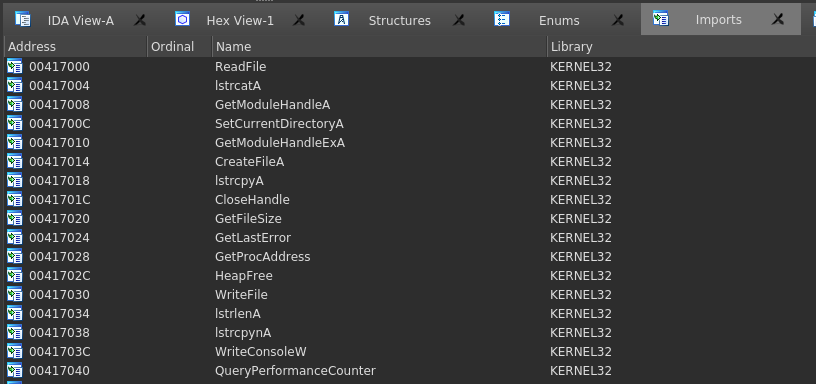 IDA View-A Hex View-1 A Structures Enums Imports
Address Ordinal Name Library
00417000 ReadFile KERNEL32
00417004 lstrcatA KERNEL32
00417008 GetModuleHandleA KERNEL32
0041700C SetCurrentDirectoryA KERNEL32
00417010 GetModuleHandleExA KERNEL32
00417014 CreateFileA KERNEL32
00417018 lstrcpyA KERNEL32
0041701C CloseHandle KERNEL32
00417020 GetFileSize KERNEL32
00417024 GetLastError KERNEL32
00417028 GetProcAddress KERNEL32
0041702C HeapFree KERNEL32
00417030 WriteFile KERNEL32
00417034 lstrlenA KERNEL32
00417038 lstrcpynA KERNEL32
0041703C WriteConsoleW KERNEL32
00417040 QueryPerformanceCounter KERNEL32